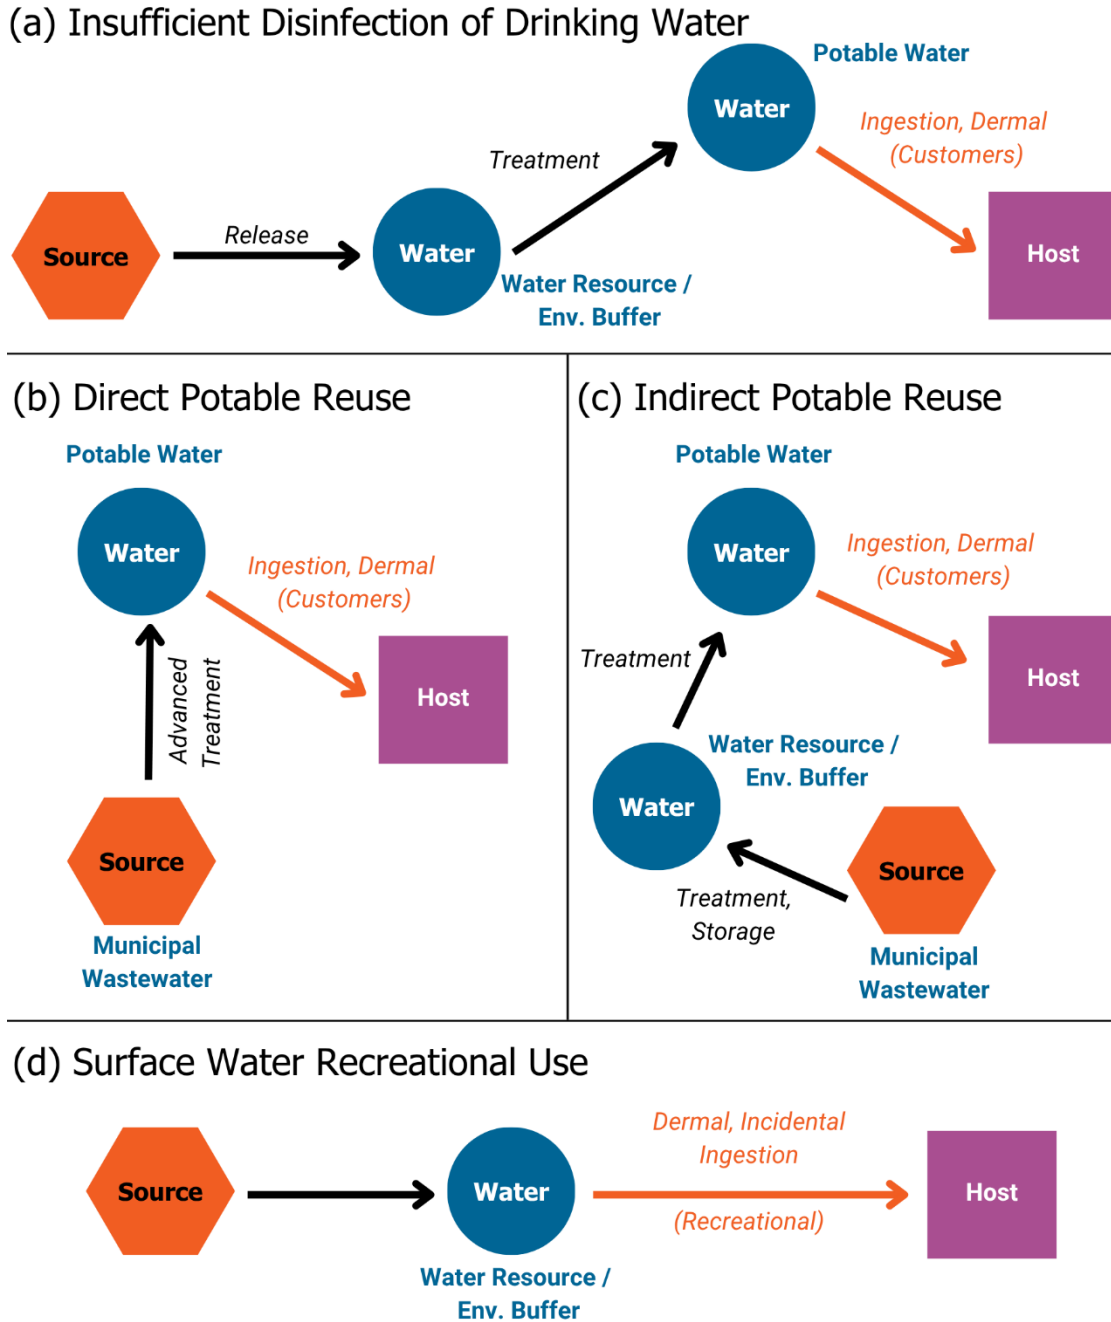 (a) Insufficient Disinfection of Drinking Water
Potable Water
Water
Ingestion, Dermal
(Customers)
Treatment
Source
Release
Water
Host
Water Resource /
Env. Buffer
(b) Direct Potable Reuse
Potable Water
Water
Ingestion, Dermal
(Customers)
Advanced
Treatment
Host
Source
Municipal
Wastewater
(c) Indirect Potable Reuse
Potable Water
Water
Ingestion, Dermal
(Customers)
Treatment
Host
Water Resource /
Env. Buffer
Water
Source
Treatment,
Storage
Municipal
Wastewater
(d) Surface Water Recreational Use
Source
Water
Dermal, Incidental
Ingestion
(Recreational)
Host
Water Resource /
Env. Buffer